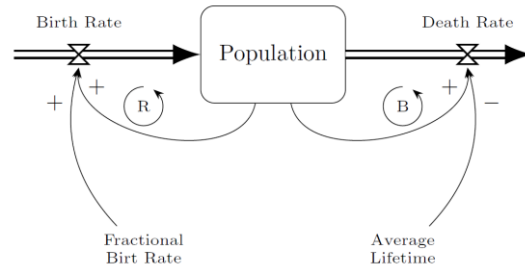 Birth Rate
Death Rate
Population
+
+
R
B
+
−
Fractional
Birt Rate
Average
Lifetime